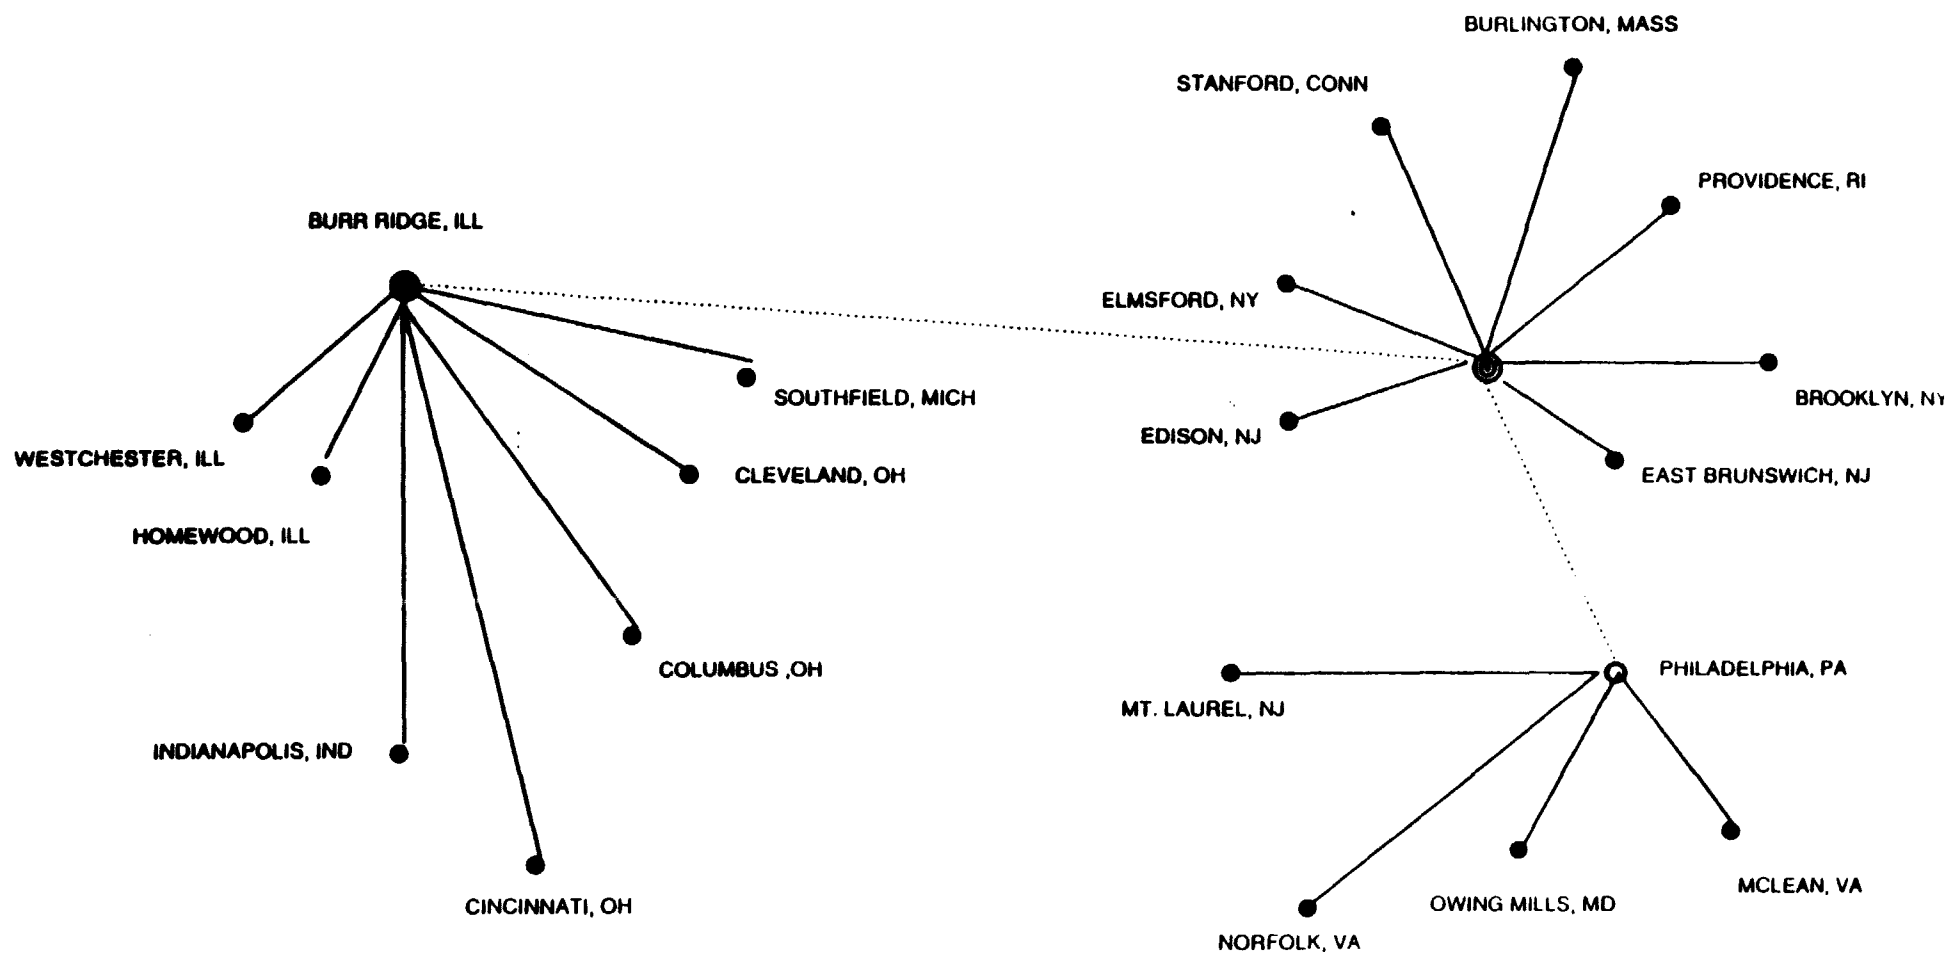 BURLINGTON, MASS
STANFORD, CONN
PROVIDENCE, RI
BURR RIDGE, ILL
ELMSFORD, NY
SOUTHFIELD, MICH
BROOKLYN, NY
EDISON, NJ
WESTCHESTER, ILL
CLEVELAND, OH
EAST BRUNSWICH, NJ
HOMEWOOD, ILL
COLUMBUS ,OH
PHILADELPHIA, PA
MT. LAUREL, NJ
INDIANAPOLIS, IND
MCLEAN, VA
CINCINNATI, OH
OWING MILLS, MD
NORFOLK, VA